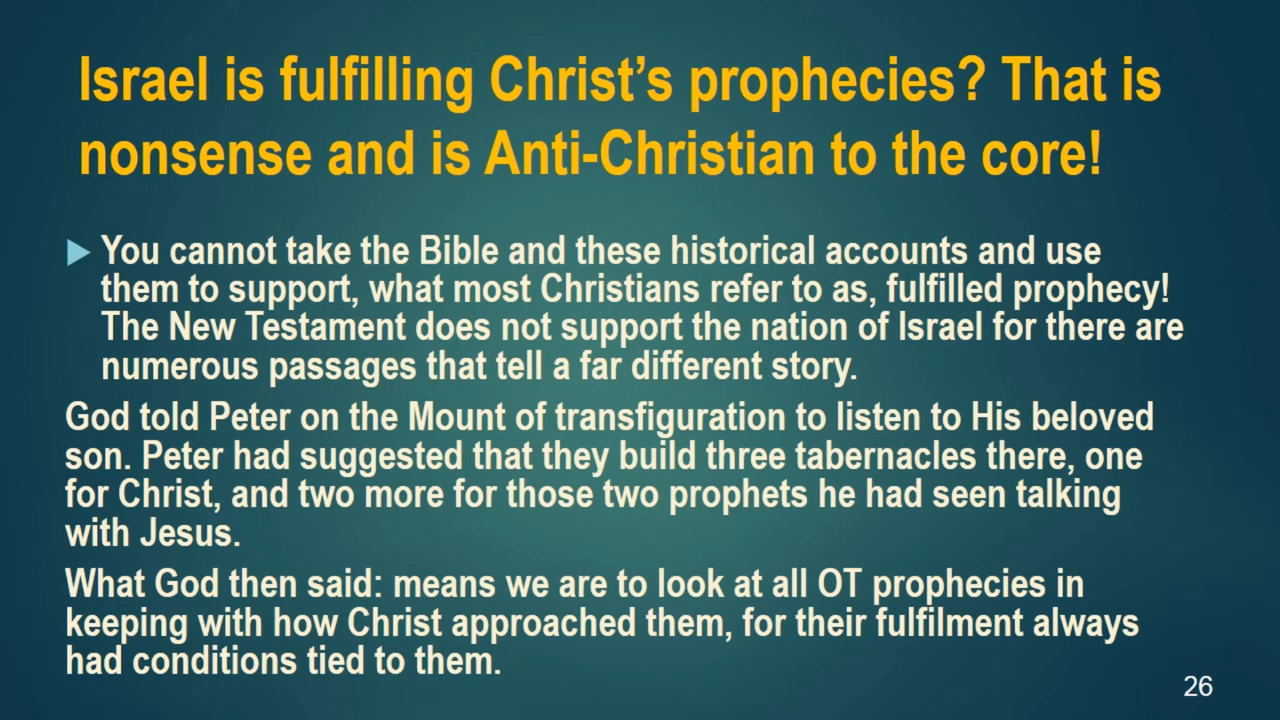 Israel is fulfilling Christ’s prophecies? That is
nonsense and is Anti-Christian to the core!
You cannot take the Bible and these historical accounts and use
them to support, what most Christians refer to as, fulfilled prophecy!
The New Testament does not support the nation of Israel for there are
numerous passages that tell a far different story.
God told Peter on the Mount of transfiguration to listen to His beloved
son. Peter had suggested that they build three tabernacles there, one
for Christ, and two more for those two prophets he had seen talking
with Jesus.
What God then said: means we are to look at all OT prophecies in
keeping with how Christ approached them, for their fulfilment always
had conditions tied to them.
26